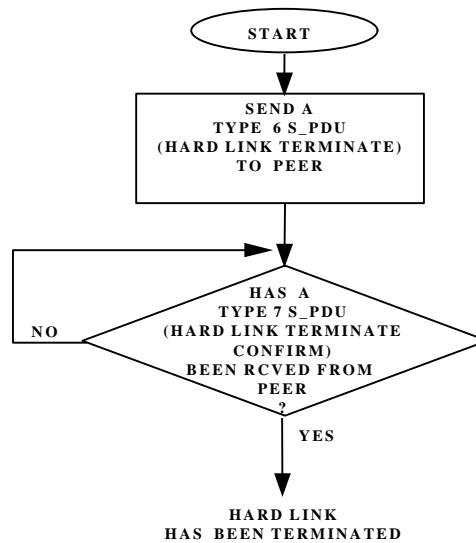 START
SEND A
TYPE 6 S_PDU
(HARD LINK TERMINATE)
TO PEER
HAS A
TYPE 7 S_PDU
(HARD LINK TERMINATE
CONFIRM)
BEEN RCVED FROM
PEER
?
NO
YES
HARD LINK
HAS BEEN TERMINATED